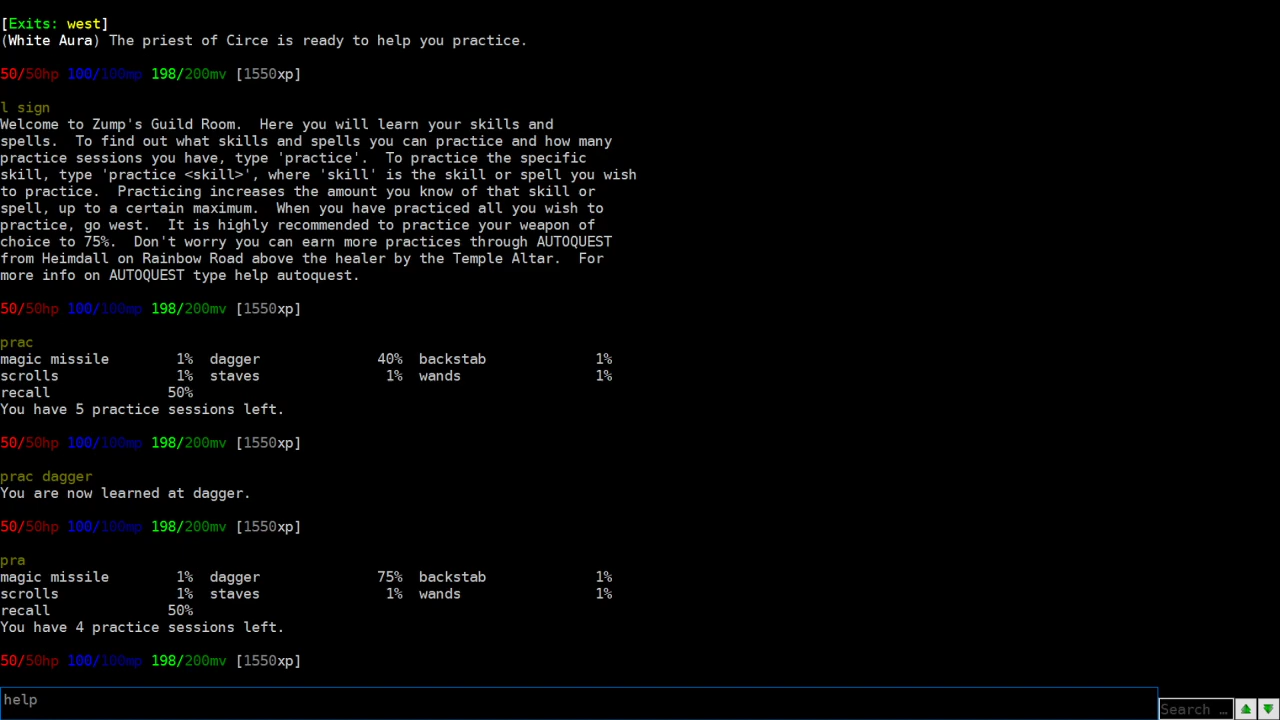 [Exits: west]
(White Aura) The priest of Circe is ready to help you practice.
50/50hp 100/100mp 198/200mv [1550xp]
l sign
Welcome to Zump's Guild Room.  Here you will learn your skills and
spells.  To find out what skills and spells you can practice and how many
practice sessions you have, type 'practice'.  To practice the specific
skill, type 'practice <skill>', where 'skill' is the skill or spell you wish
to practice.  Practicing increases the amount you know of that skill or
spell, up to a certain maximum.  When you have practiced all you wish to
practice, go west.  It is highly recommended to practice your weapon of
choice to 75%.  Don't worry you can earn more practices through AUTOQUEST
from Heimdall on Rainbow Road above the healer by the Temple Altar.  For
more info on AUTOQUEST type help autoquest.
50/50hp 100/100mp 198/200mv [1550xp]
prac
magic missile 1% dagger 40% backstab 1%
scrolls 1% staves 1% wands 1%
recall 50%
You have 5 practice sessions left.
50/50hp 100/100mp 198/200mv [1550xp]
prac dagger
You are now learned at dagger.
50/50hp 100/100mp 198/200mv [1550xp]
pra
magic missile 1% dagger 75% backstab 1%
scrolls 1% staves 1% wands 1%
recall 50%
You have 4 practice sessions left.
50/50hp 100/100mp 198/200mv [1550xp]
help
Search ...